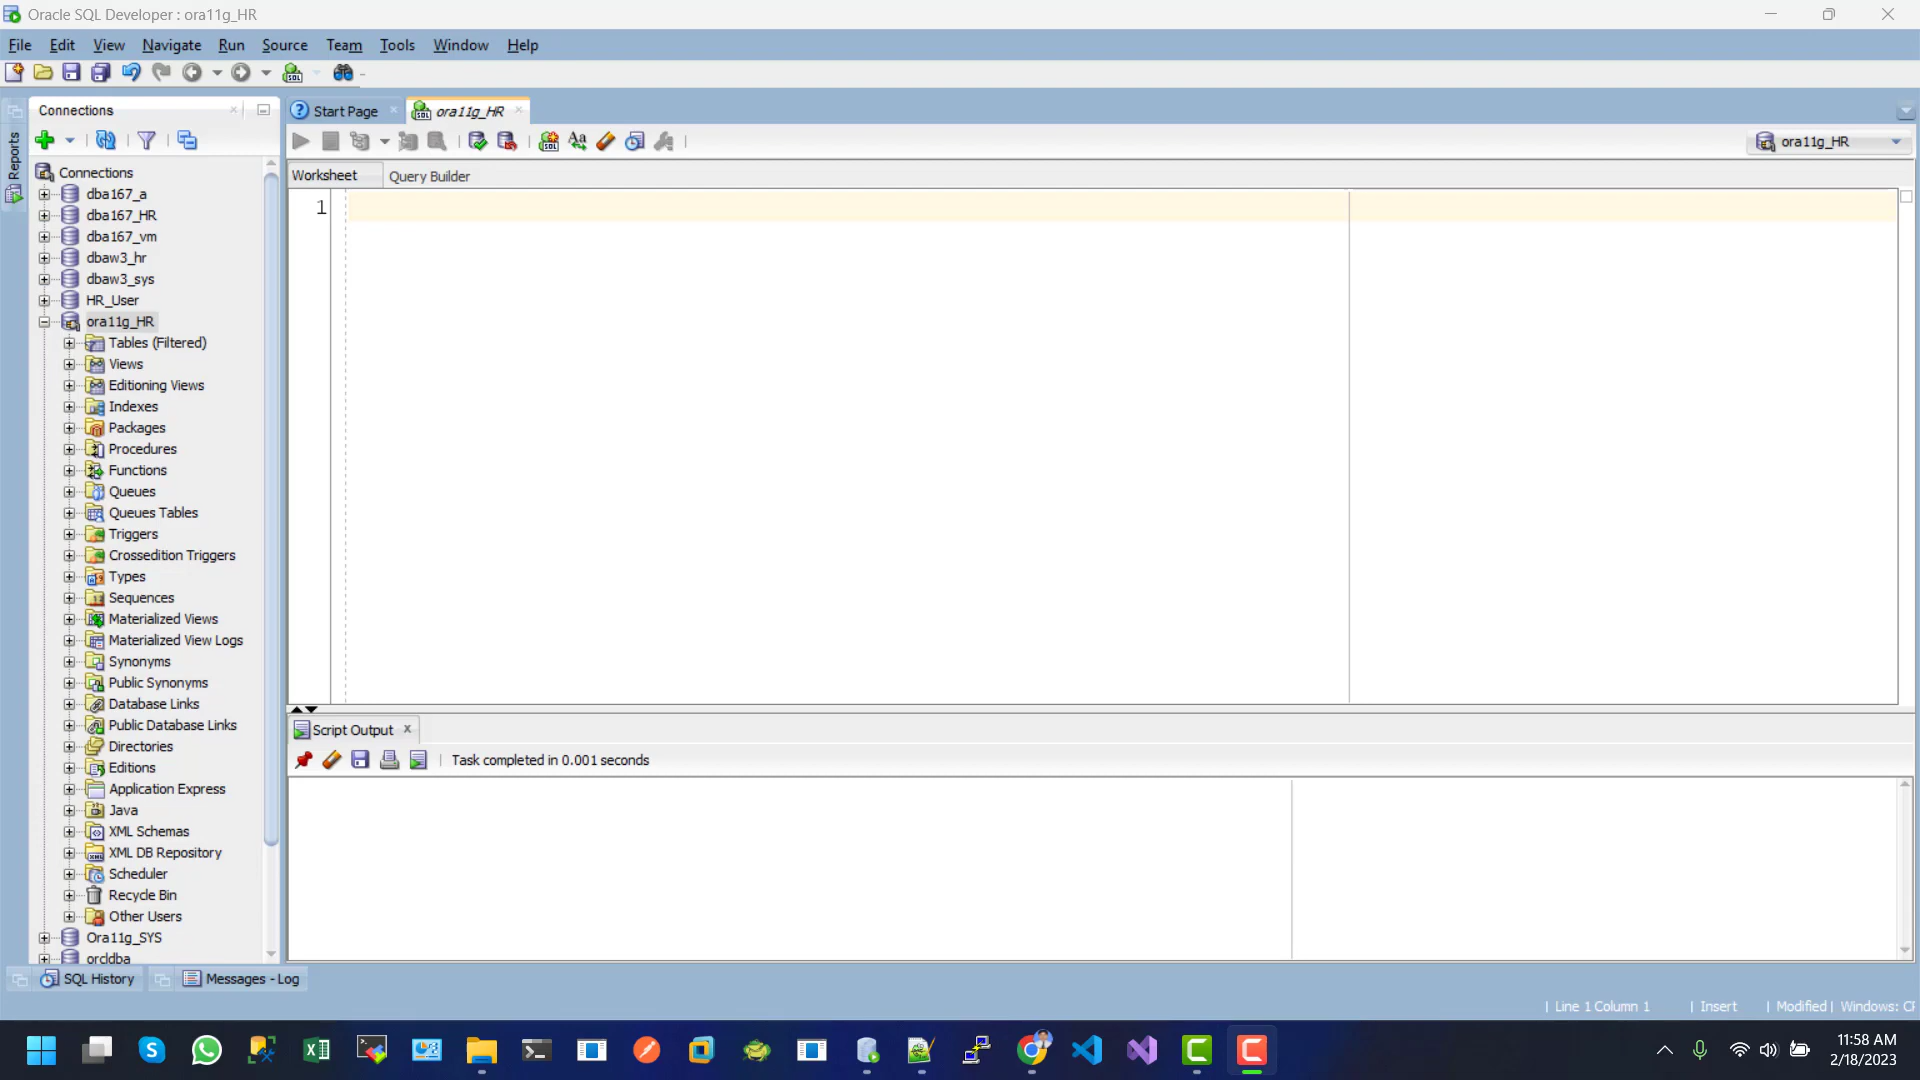 Oracle SQL Developer : ora11g_HR
File Edit View Navigate Run Source Team Tools Window Help
Connections
Start Page
ora11g_HR
Reports
ora11g_HR
Worksheet
Query Builder
1
Connections
dba167_a
dba167_HR
dba167_vm
dbaw3_hr
dbaw3_sys
HR_User
ora11g_HR
Tables (Filtered)
Views
Editioning Views
Indexes
Packages
Procedures
Functions
Queues
Queues Tables
Triggers
Crossedition Triggers
Types
Sequences
Materialized Views
Materialized View Logs
Synonyms
Public Synonyms
Database Links
Public Database Links
Directories
Editions
Application Express
Java
XML Schemas
XML DB Repository
Scheduler
Recycle Bin
Other Users
Ora11g_SYS
orcldba
Script Output
Task completed in 0.001 seconds
SQL History
Messages - Log
| Line 1 Column 1 | Insert | Modified | Windows: CR
11:58 AM
2/18/2023